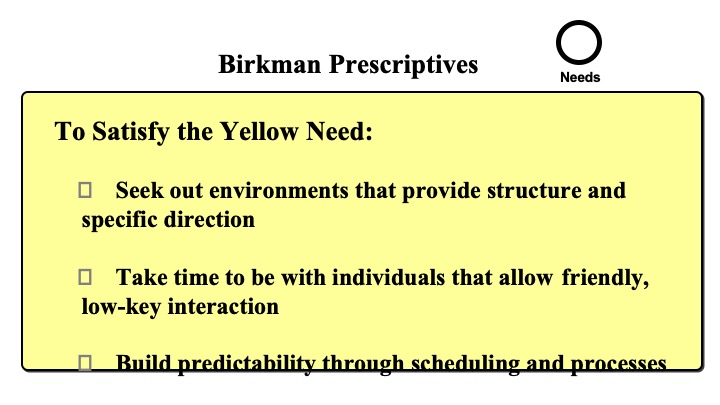 Birkman Prescriptives
Needs
To Satisfy the Yellow Need:
Seek out environments that provide structure and
specific direction
Take time to be with individuals that allow friendly,
low-key interaction
Build predictability through scheduling and processes